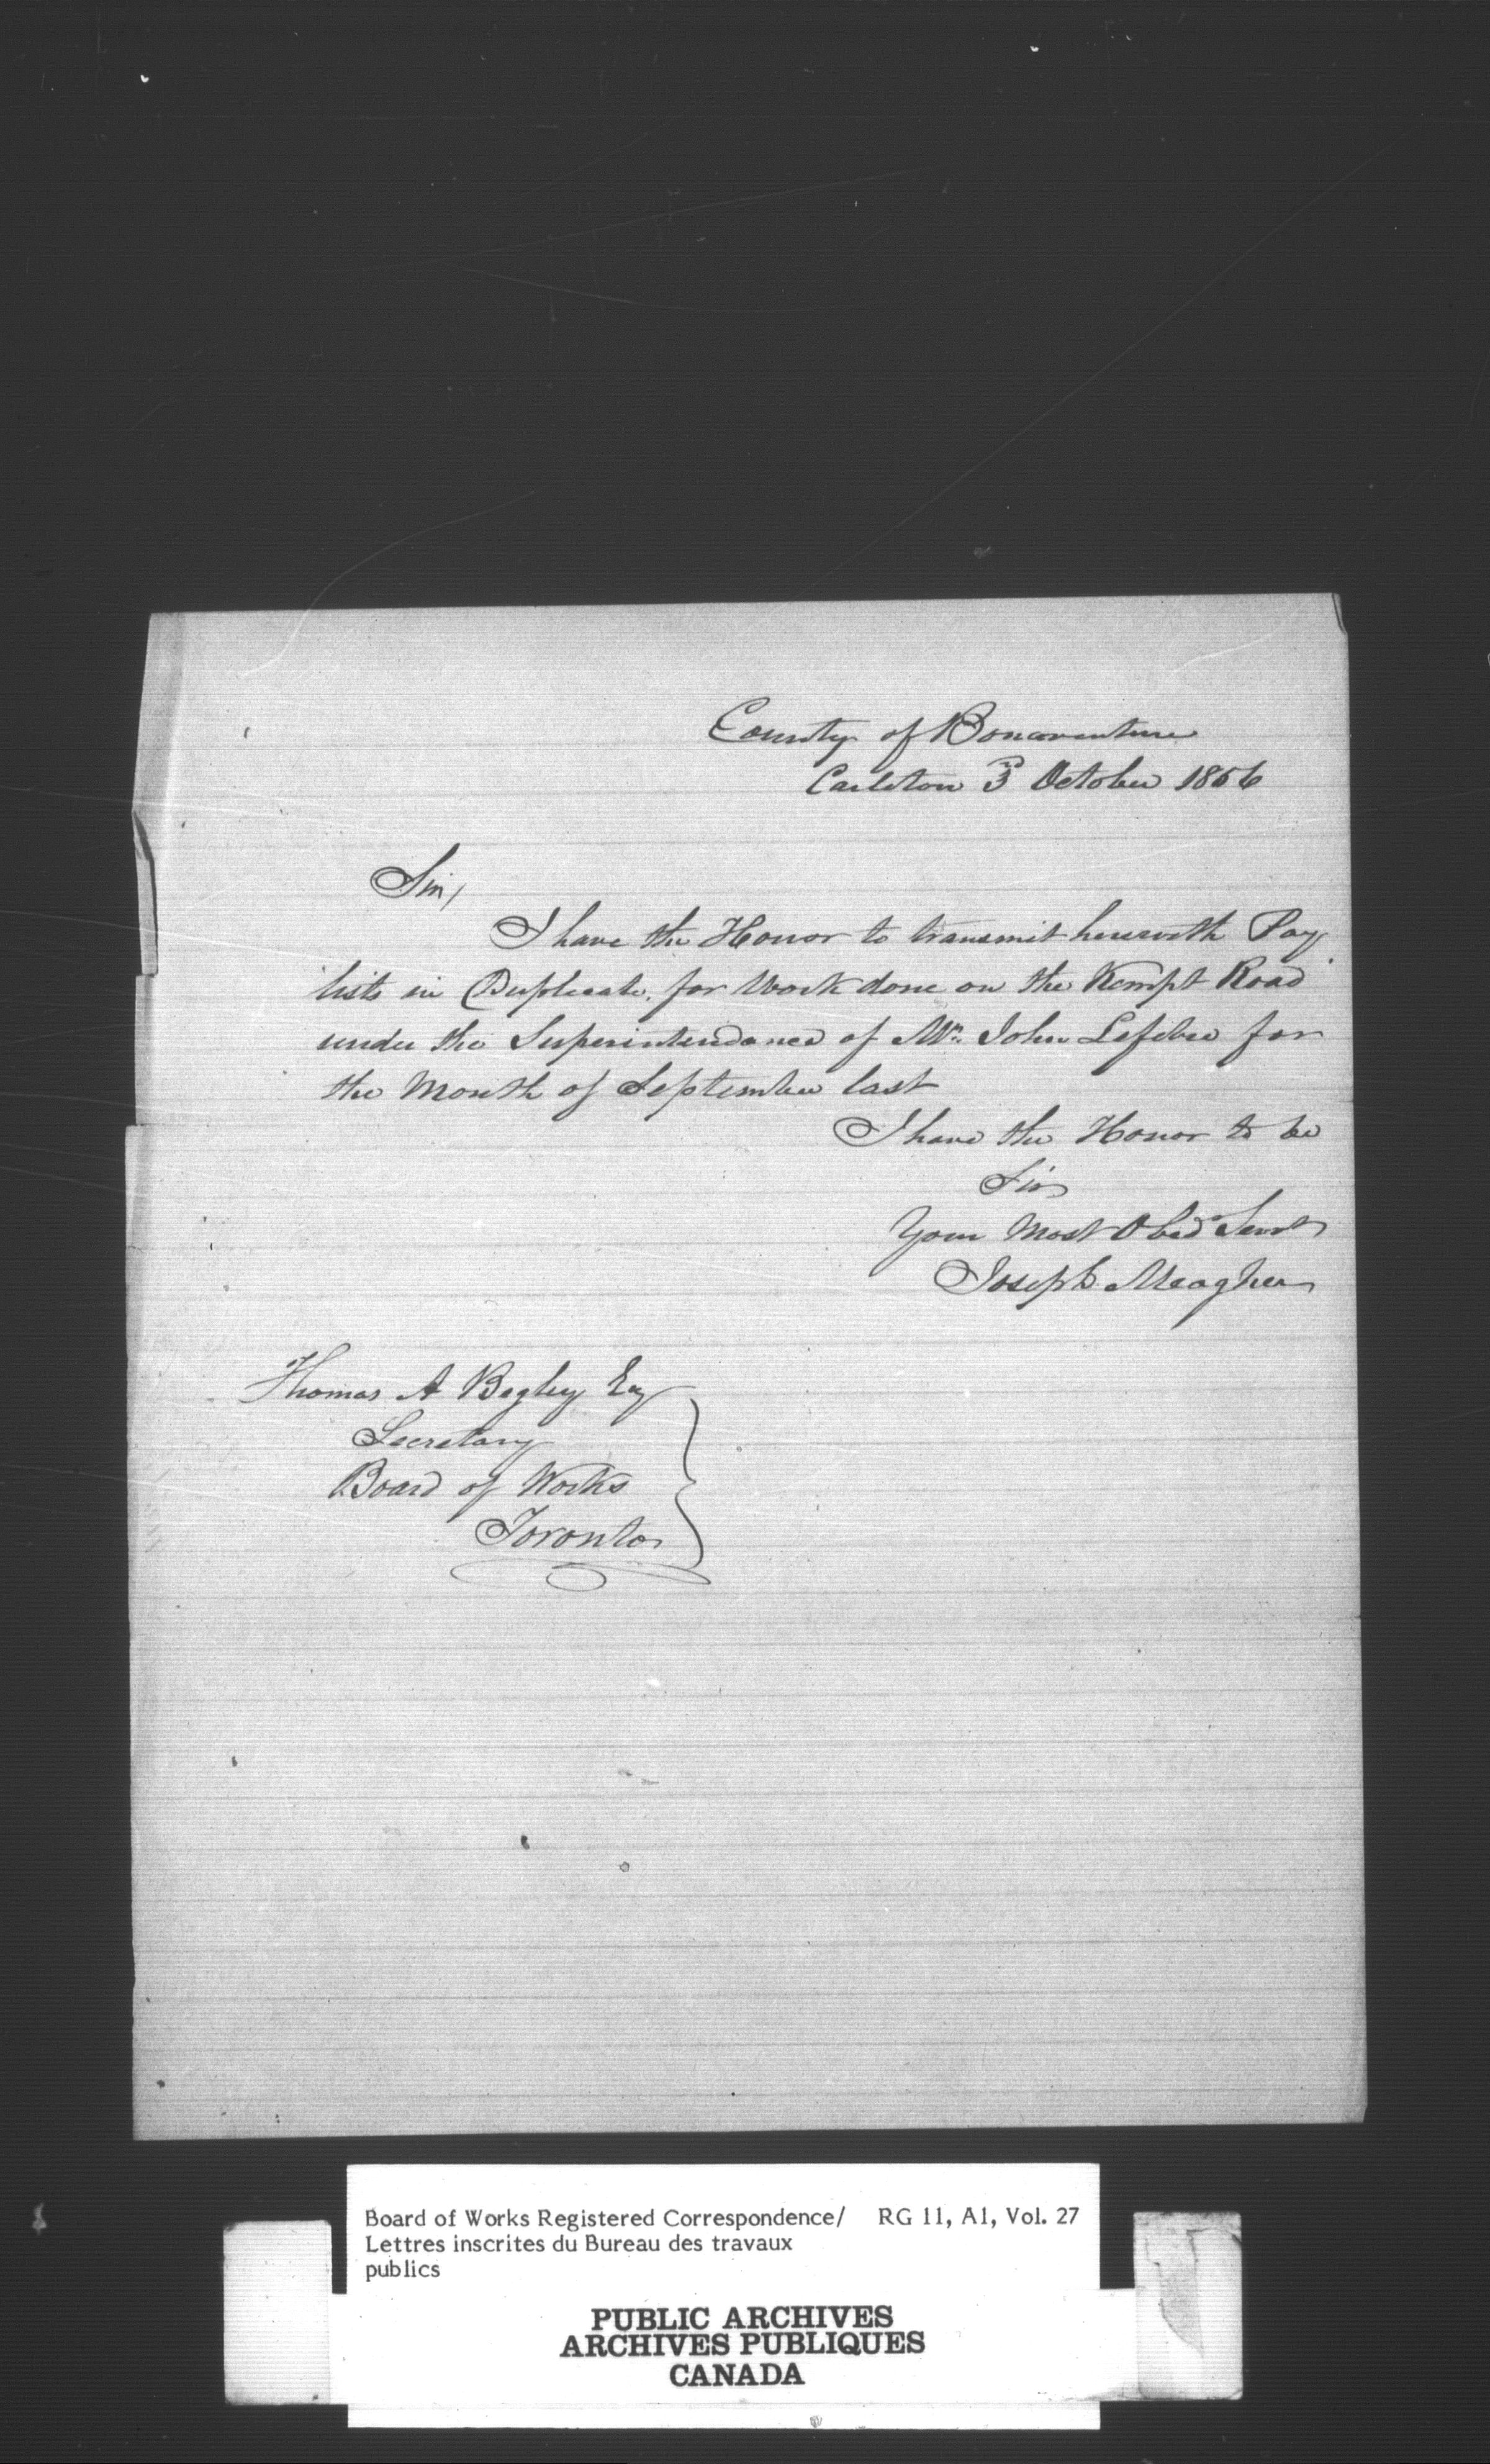 County of Bonaventure
Carleton 3rd October 1856
Sir,
I have the Honor to transmit herewith Pay
lists in Duplicate, for Work done on the Kempt Road
under the Superintendance of Mr. John Lefebre for
the Month of September last
I have the Honor to be
Sir
Your Most Obed Servt
Joseph Meagher
Thomas A Begley Esq
Secretary
Board of Works
Toronto
Board of Works Registered Correspondence/ RG 11, A1, Vol. 27
Lettres inscrites du Bureau des travaux
publics
PUBLIC ARCHIVES
ARCHIVES PUBLIQUES
CANADA